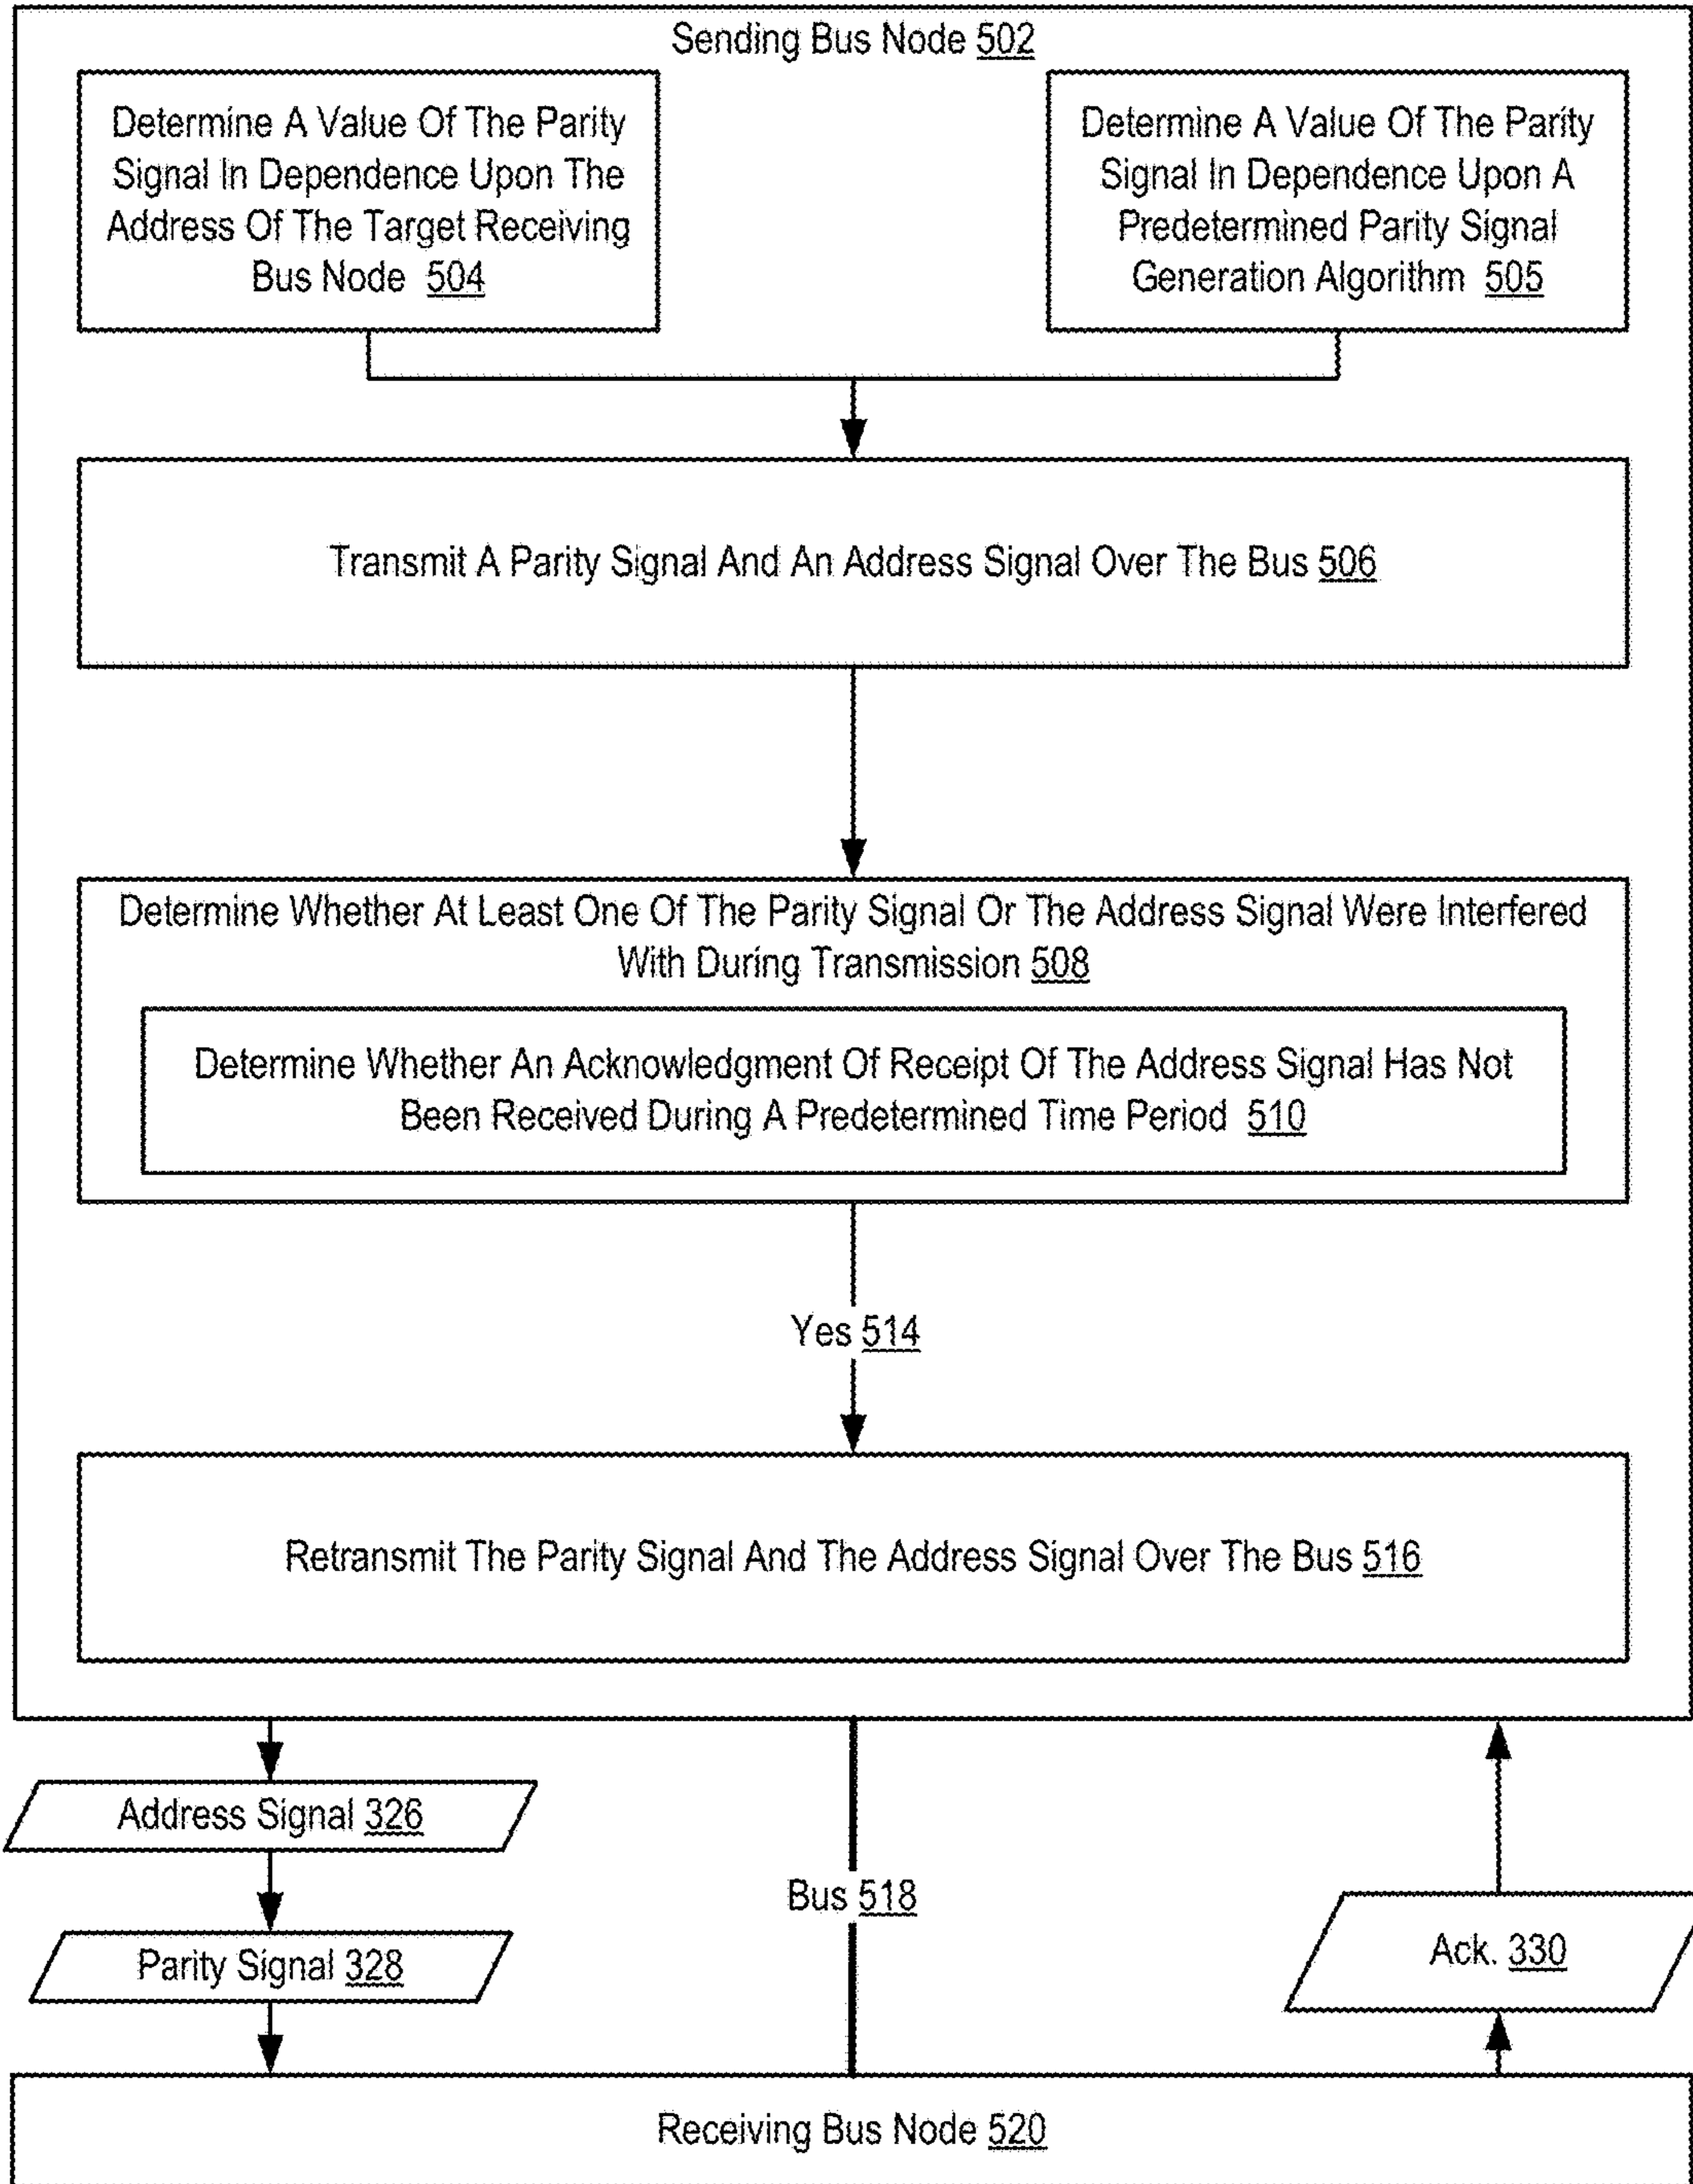 Sending Bus Node 502
Determine A Value Of The Parity
Signal In Dependence Upon The
Address Of The Target Receiving
Bus Node 504
Determine A Value Of The Parity
Signal In Dependence Upon A
Predetermined Parity Signal
Generation Algorithm 505
Transmit A Parity Signal And An Address Signal Over The Bus 506
Determine Whether At Least One Of The Parity Signal Or The Address Signal Were Interfered
With During Transmission 508
Determine Whether An Acknowledgment Of Receipt Of The Address Signal Has Not
Been Received During A Predetermined Time Period 510
Yes 514
Retransmit The Parity Signal And The Address Signal Over The Bus 516
Address Signal 326
Parity Signal 328
Bus 518
Ack. 330
Receiving Bus Node 520